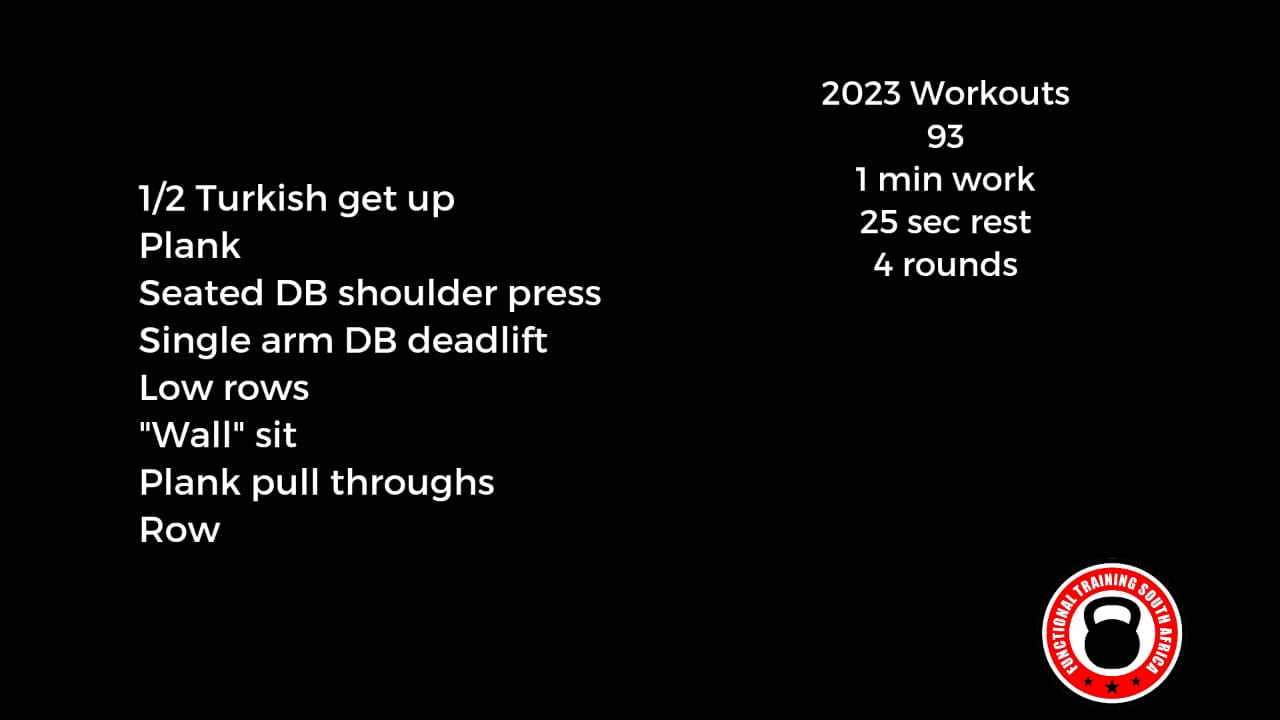 1/2 Turkish get up
Plank
Seated DB shoulder press
Single arm DB deadlift
Low rows
"Wall" sit
Plank pull throughs
Row
2023 Workouts
93
1 min work
25 sec rest
4 rounds
FUNCTIONAL TRAINING SOUTH AFRICA